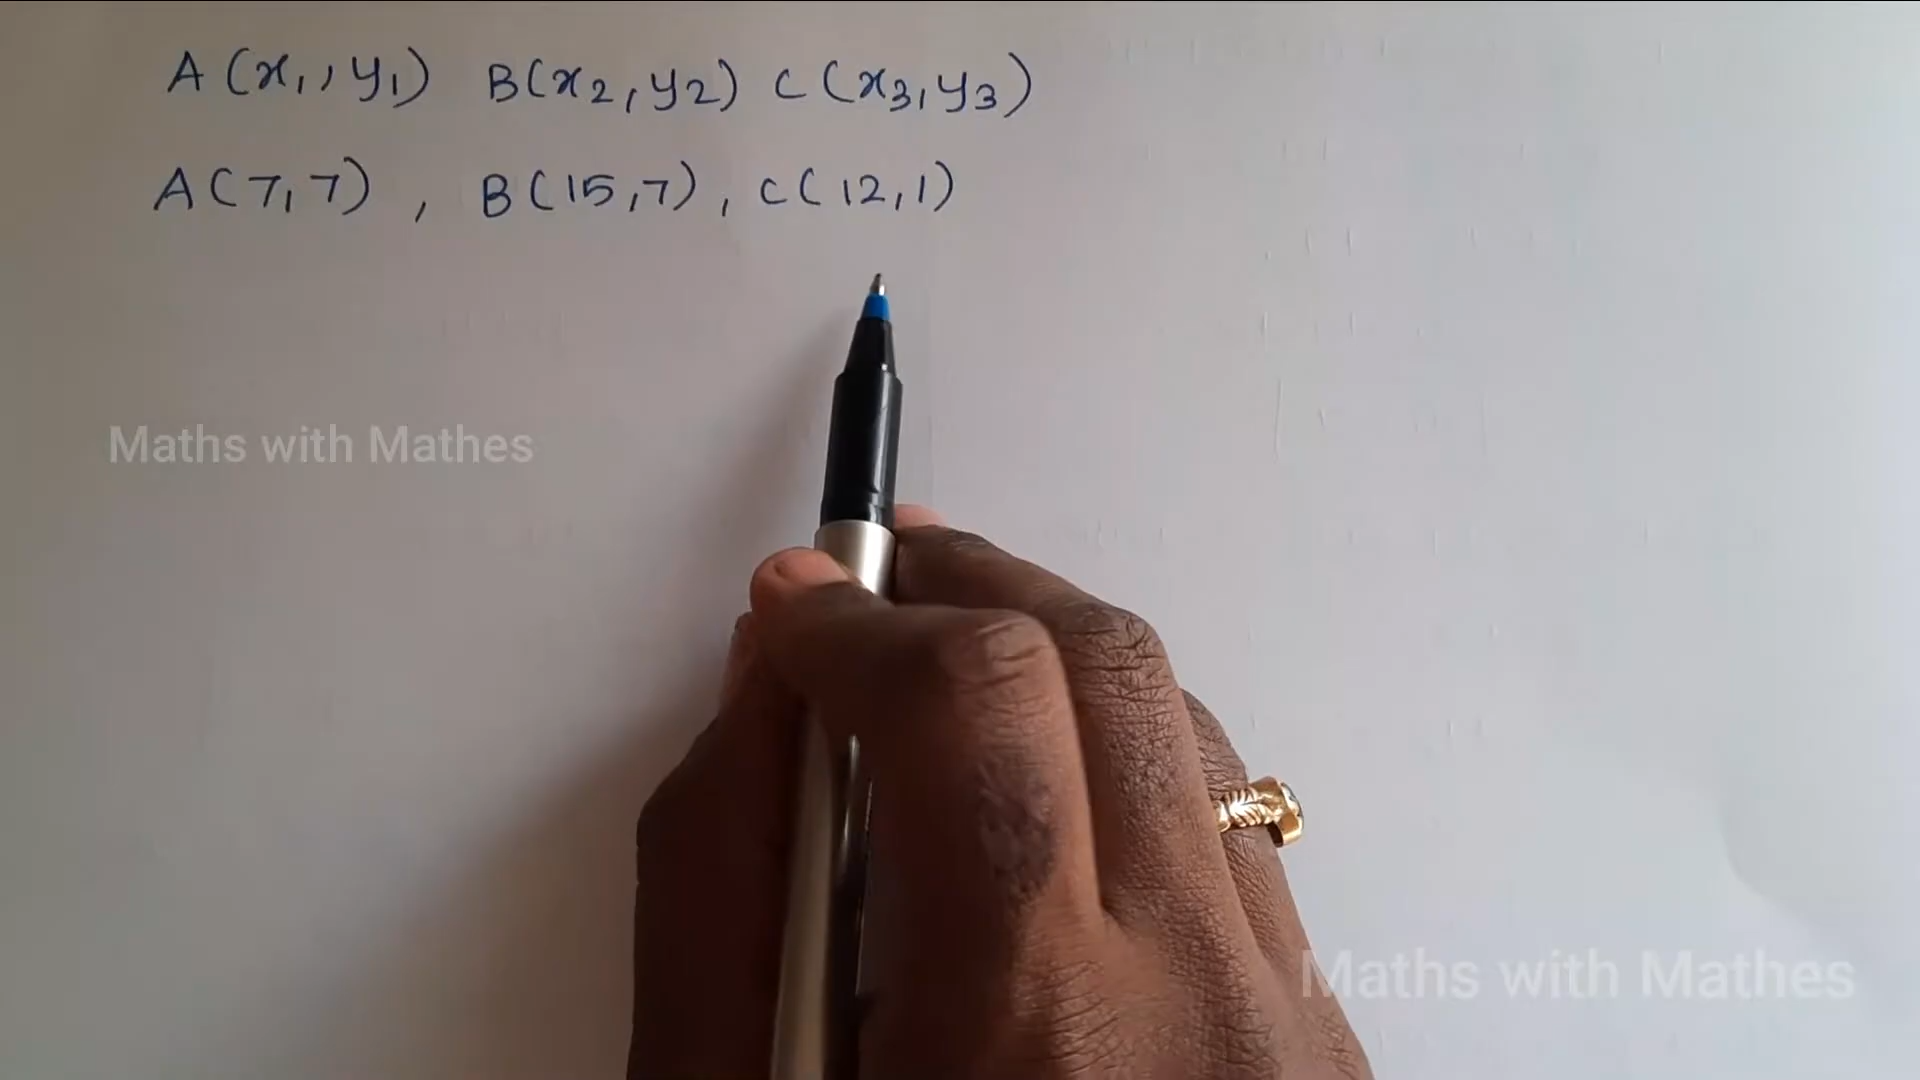 A(x₁, y₁) B(x₂, y₂) C(x₃, y₃)
A(7, 7) , B(15, 7) , C(12, 1)
Maths with Mathes
Maths with Mathes